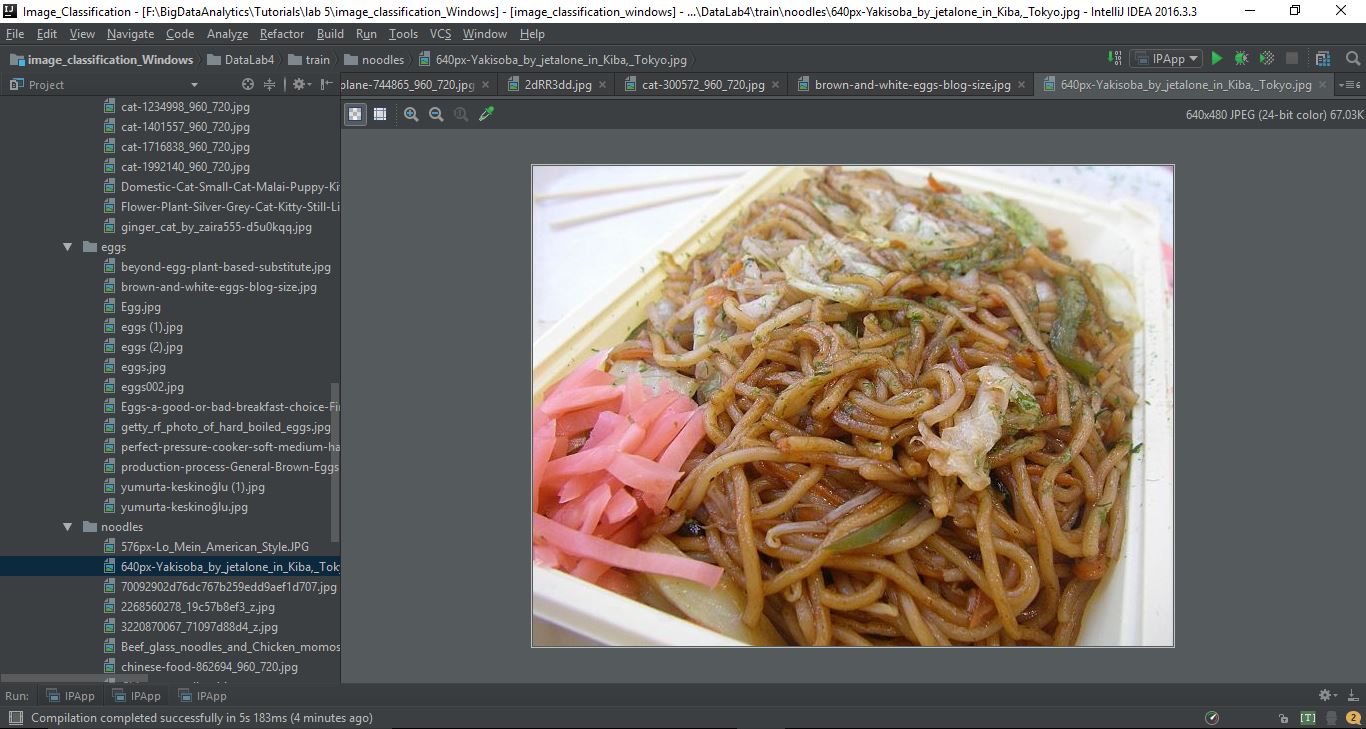 Image_Classification - [F:\BigDataAnalytics\Tutorials\lab 5\image_classification_Windows] - [image_classification_windows] - ...\DataLab4\train\noodles\640px-Yakisoba_by_jetalone_in_Kiba,_Tokyo.jpg - IntelliJ IDEA 2016.3.3
File Edit View Navigate Code Analyze Refactor Build Run Tools VCS Window Help
image_classification_Windows DataLab4 train noodles 640px-Yakisoba_by_jetalone_in_Kiba,_Tokyo.jpg IPApp
Project plane-744865_960_720.jpg 2dRR3dd.jpg cat-300572_960_720.jpg brown-and-white-eggs-blog-size.jpg 640px-Yakisoba_by_jetalone_in_Kiba,_Tokyo.jpg
640x480 JPEG (24-bit color) 67.03K
cat-1234998_960_720.jpg
cat-1401557_960_720.jpg
cat-1716838_960_720.jpg
cat-1992140_960_720.jpg
Domestic-Cat-Small-Cat-Malai-Puppy-Ki
Flower-Plant-Silver-Grey-Cat-Kitty-Still-Li
ginger_cat_by_zaira555-d5u0kqq.jpg
eggs
beyond-egg-plant-based-substitute.jpg
brown-and-white-eggs-blog-size.jpg
Egg.jpg
eggs (1).jpg
eggs (2).jpg
eggs.jpg
eggs002.jpg
Eggs-a-good-or-bad-breakfast-choice-Fi
getty_rf_photo_of_hard_boiled_eggs.jpg
perfect-pressure-cooker-soft-medium-ha
production-process-General-Brown-Eggs
yumurta-keskinoğlu (1).jpg
yumurta-keskinoğlu.jpg
noodles
576px-Lo_Mein_American_Style.JPG
640px-Yakisoba_by_jetalone_in_Kiba,_Tok
70092902d76dc767b259edd9aef1d707.jpg
2268560278_19c57b8ef3_z.jpg
3220870067_71097d88d4_z.jpg
Beef_glass_noodles_and_Chicken_momos
chinese-food-862694_960_720.jpg
Run: IPApp IPApp IPApp
Compilation completed successfully in 5s 183ms (4 minutes ago) [T] 2